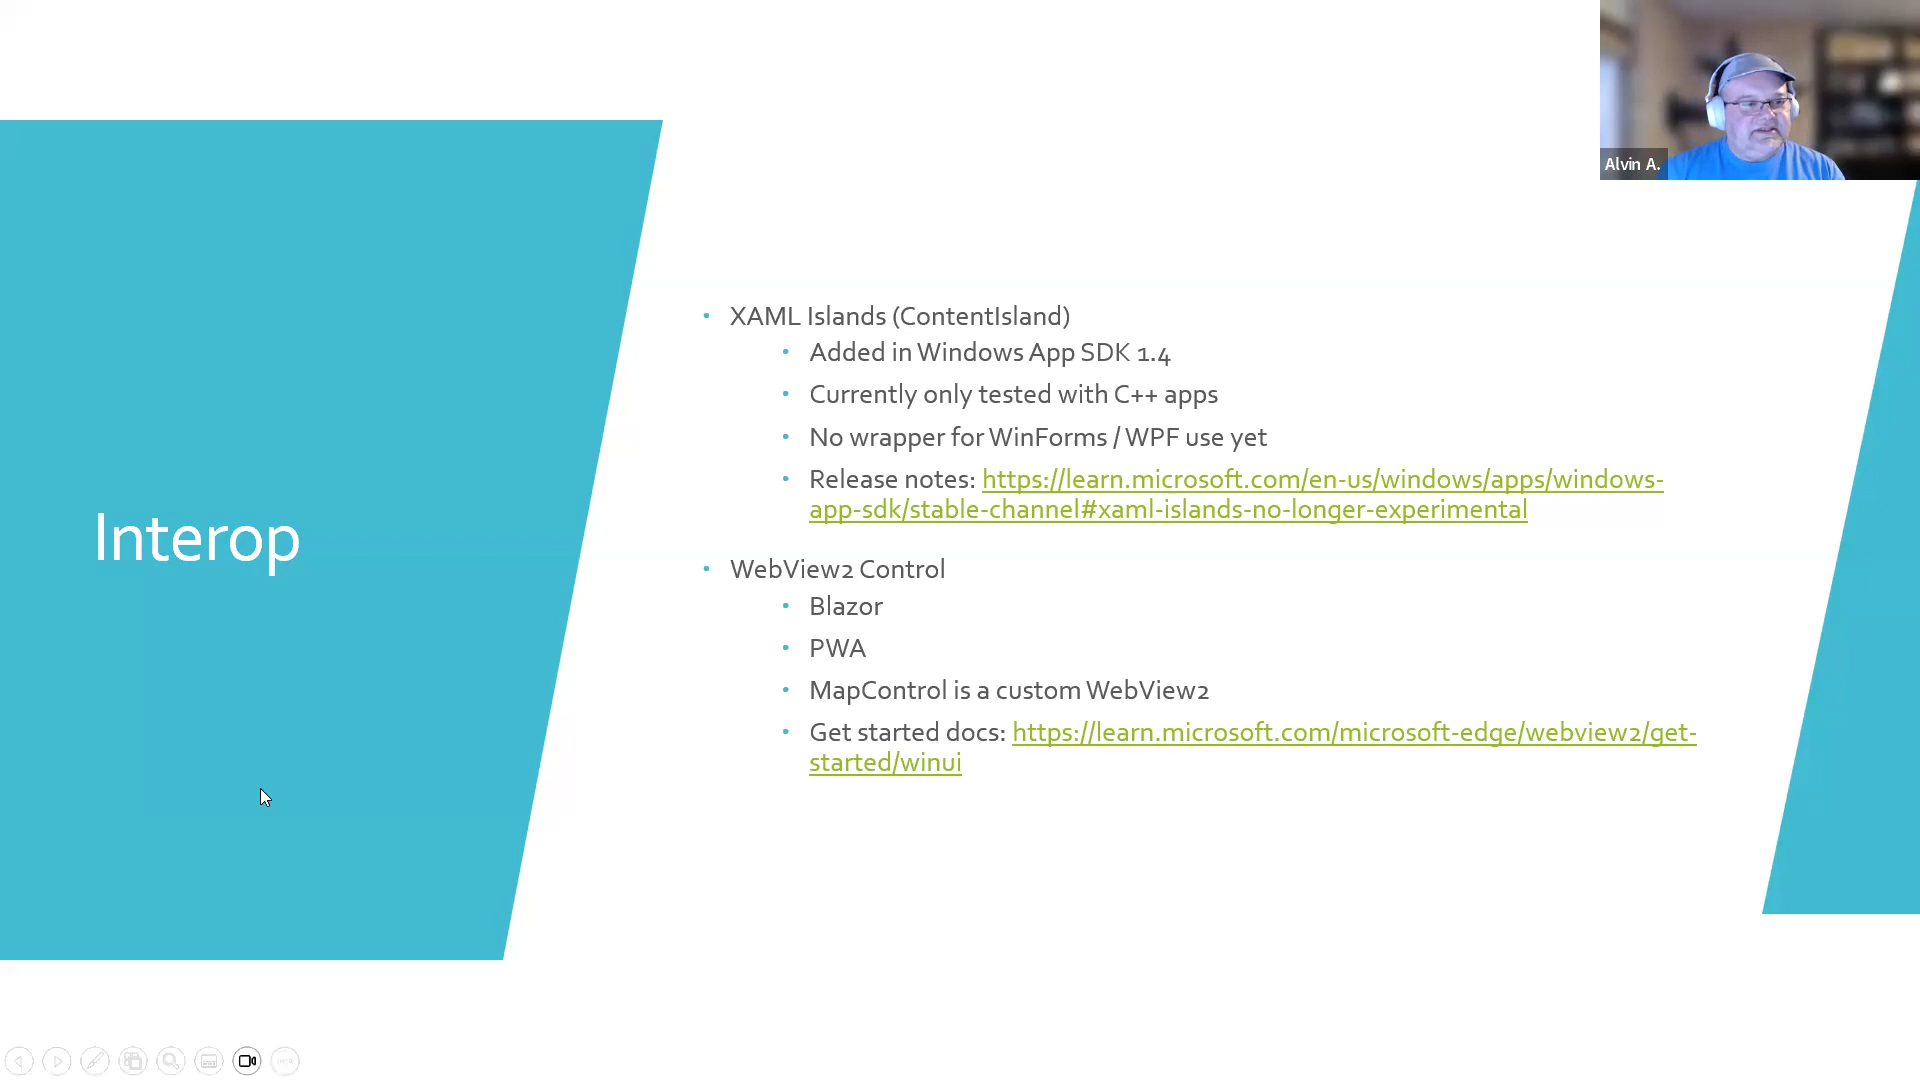 Alvin A.
Interop
XAML Islands (ContentIsland)
Added in Windows App SDK 1.4
Currently only tested with C++ apps
No wrapper for WinForms / WPF use yet
Release notes: https://learn.microsoft.com/en-us/windows/apps/windows-
app-sdk/stable-channel#xaml-islands-no-longer-experimental
WebView2 Control
Blazor
PWA
MapControl is a custom WebView2
Get started docs: https://learn.microsoft.com/microsoft-edge/webview2/get-
started/winui